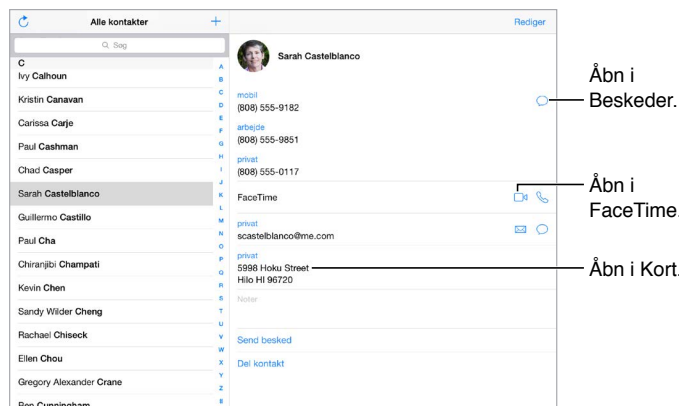 Alle kontakter
+
Søg
C
Ivy Calhoun
Kristin Canavan
Carissa Carje
Paul Cashman
Chad Casper
Sarah Castelblanco
Guillermo Castillo
Paul Cha
Chiranjibi Champati
Kevin Chen
Sandy Wilder Cheng
Rachael Chiseck
Ellen Chou
Gregory Alexander Crane
Ben Cunningham
A
B
C
D
E
F
G
H
I
J
K
L
M
N
O
P
Q
R
S
T
U
V
W
X
Y
Z
Rediger
Sarah Castelblanco
mobil
(808) 555-9182
arbejde
(808) 555-9851
privat
(808) 555-0117
FaceTime
privat
scastelblanco@me.com
privat
5998 Hoku Street
Hilo HI 96720
Noter
Send besked
Del kontakt
Åbn i
Beskeder.
Åbn i
FaceTime.
Åbn i Kort.